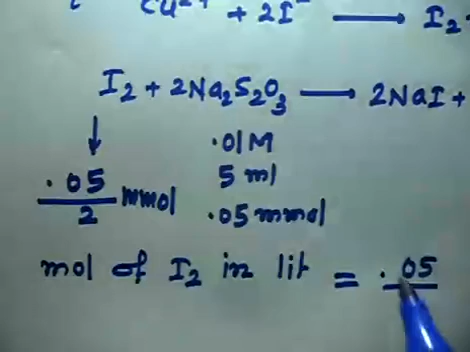 Cu²⁺ + 2I⁻ ⟶ I₂
I₂ + 2Na₂S₂O₃ ⟶ 2NaI +
↓
.01M
5 ml
.05/2 mmol
.05 mmol
mol of I₂ in lit = .05